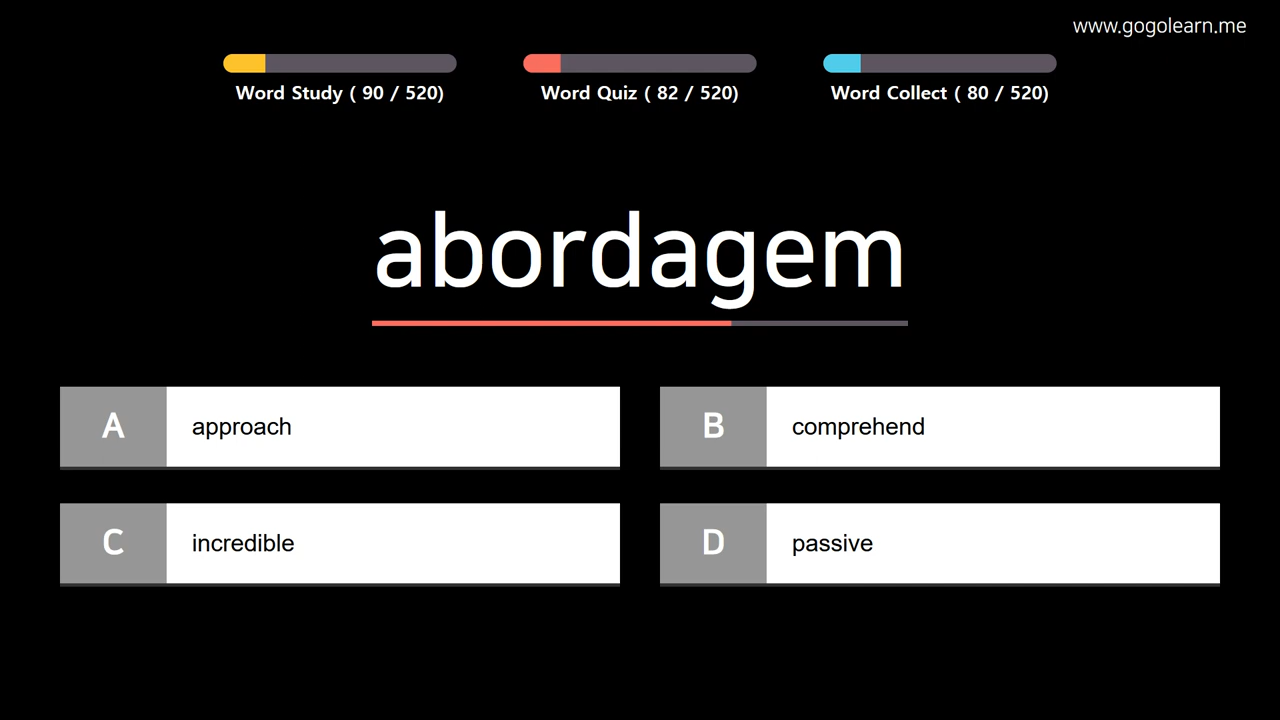 www.gogolearn.me
Word Study ( 90 / 520)
Word Quiz ( 82 / 520)
Word Collect ( 80 / 520)
abordagem
A approach
B comprehend
C incredible
D passive